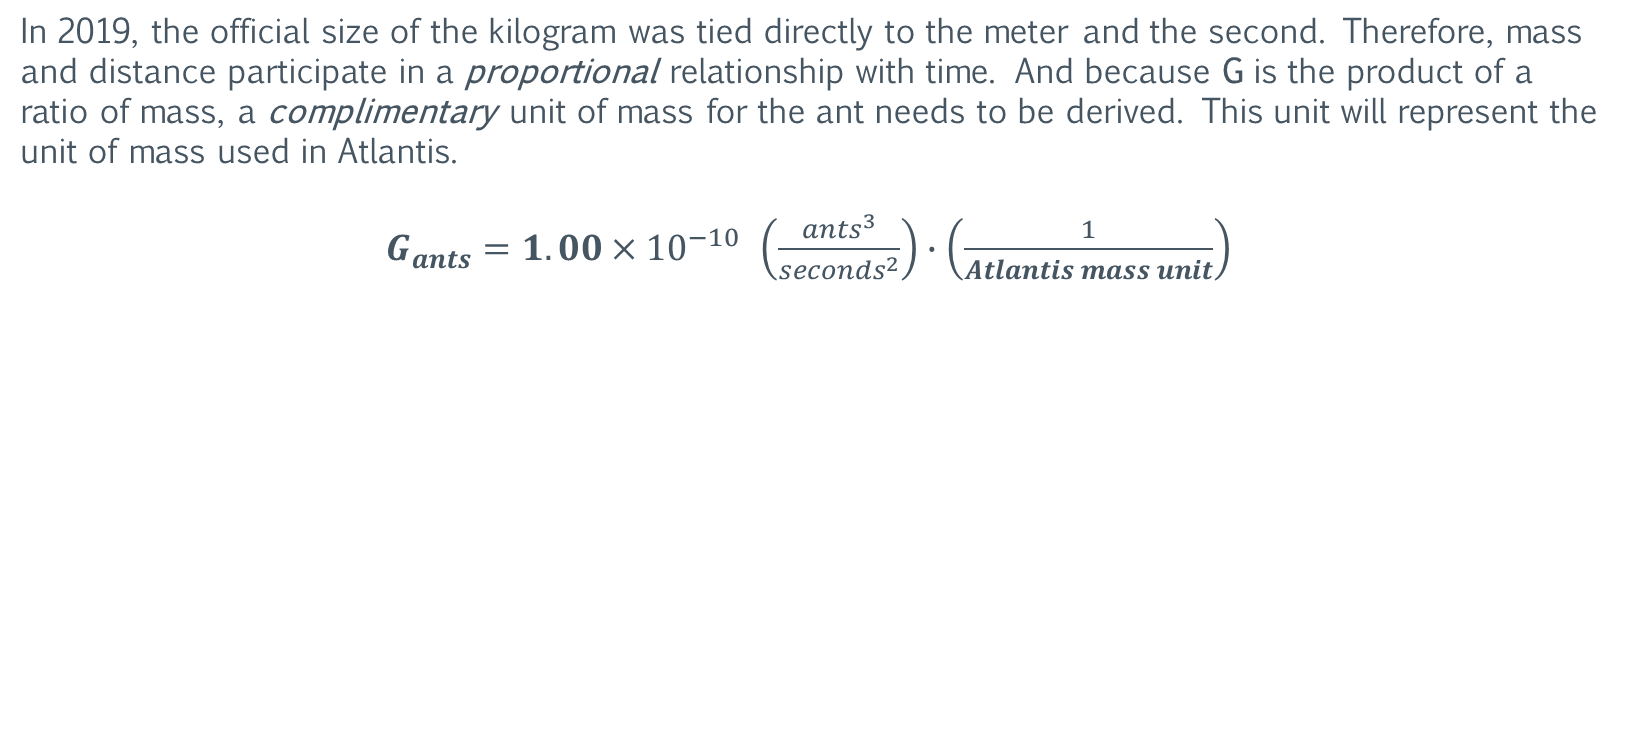 In 2019, the official size of the kilogram was tied directly to the meter and the second. Therefore, mass
and distance participate in a proportional relationship with time. And because G is the product of a
ratio of mass, a complimentary unit of mass for the ant needs to be derived. This unit will represent the
unit of mass used in Atlantis.
G_ants = 1.00 × 10^−10 (ants^3/seconds^2) · (1/Atlantis mass unit)